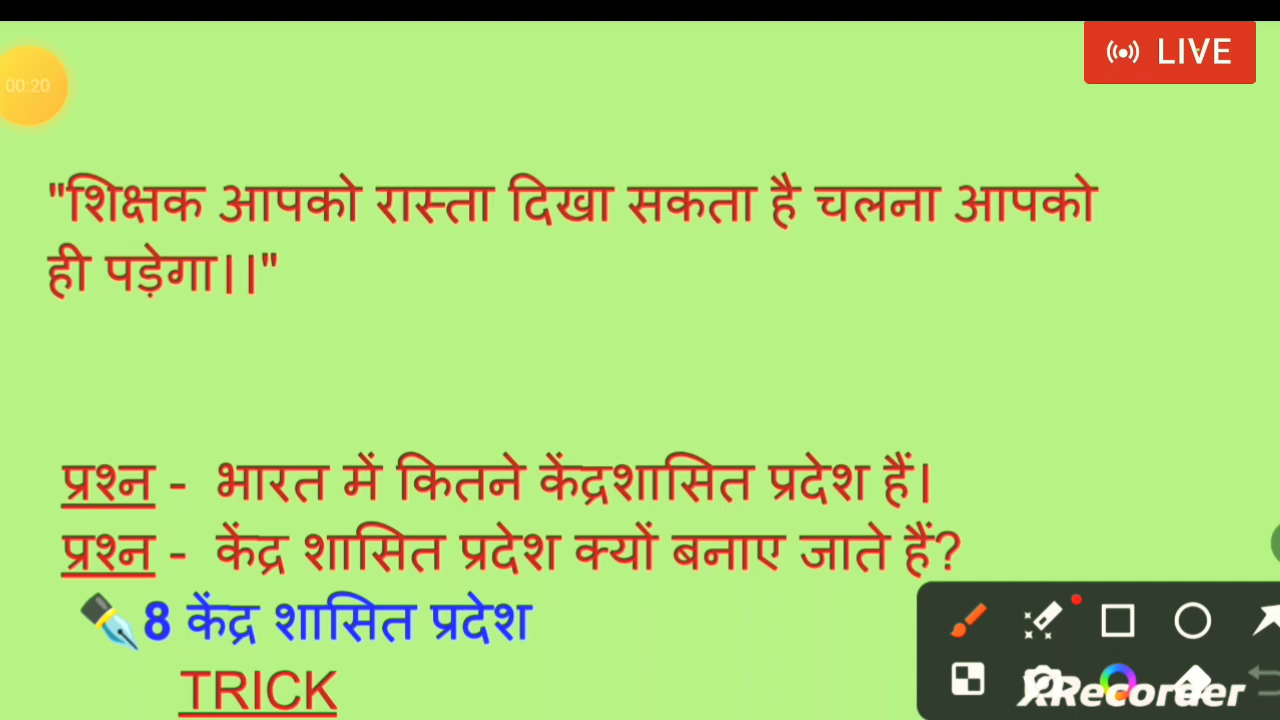 LIVE
00:20
"शिक्षक आपको रास्ता दिखा सकता है चलना आपको
ही पड़ेगा।।"
प्रश्न - भारत में कितने केंद्रशासित प्रदेश हैं।
प्रश्न - केंद्र शासित प्रदेश क्यों बनाए जाते हैं?
8 केंद्र शासित प्रदेश
TRICK
XRecorder